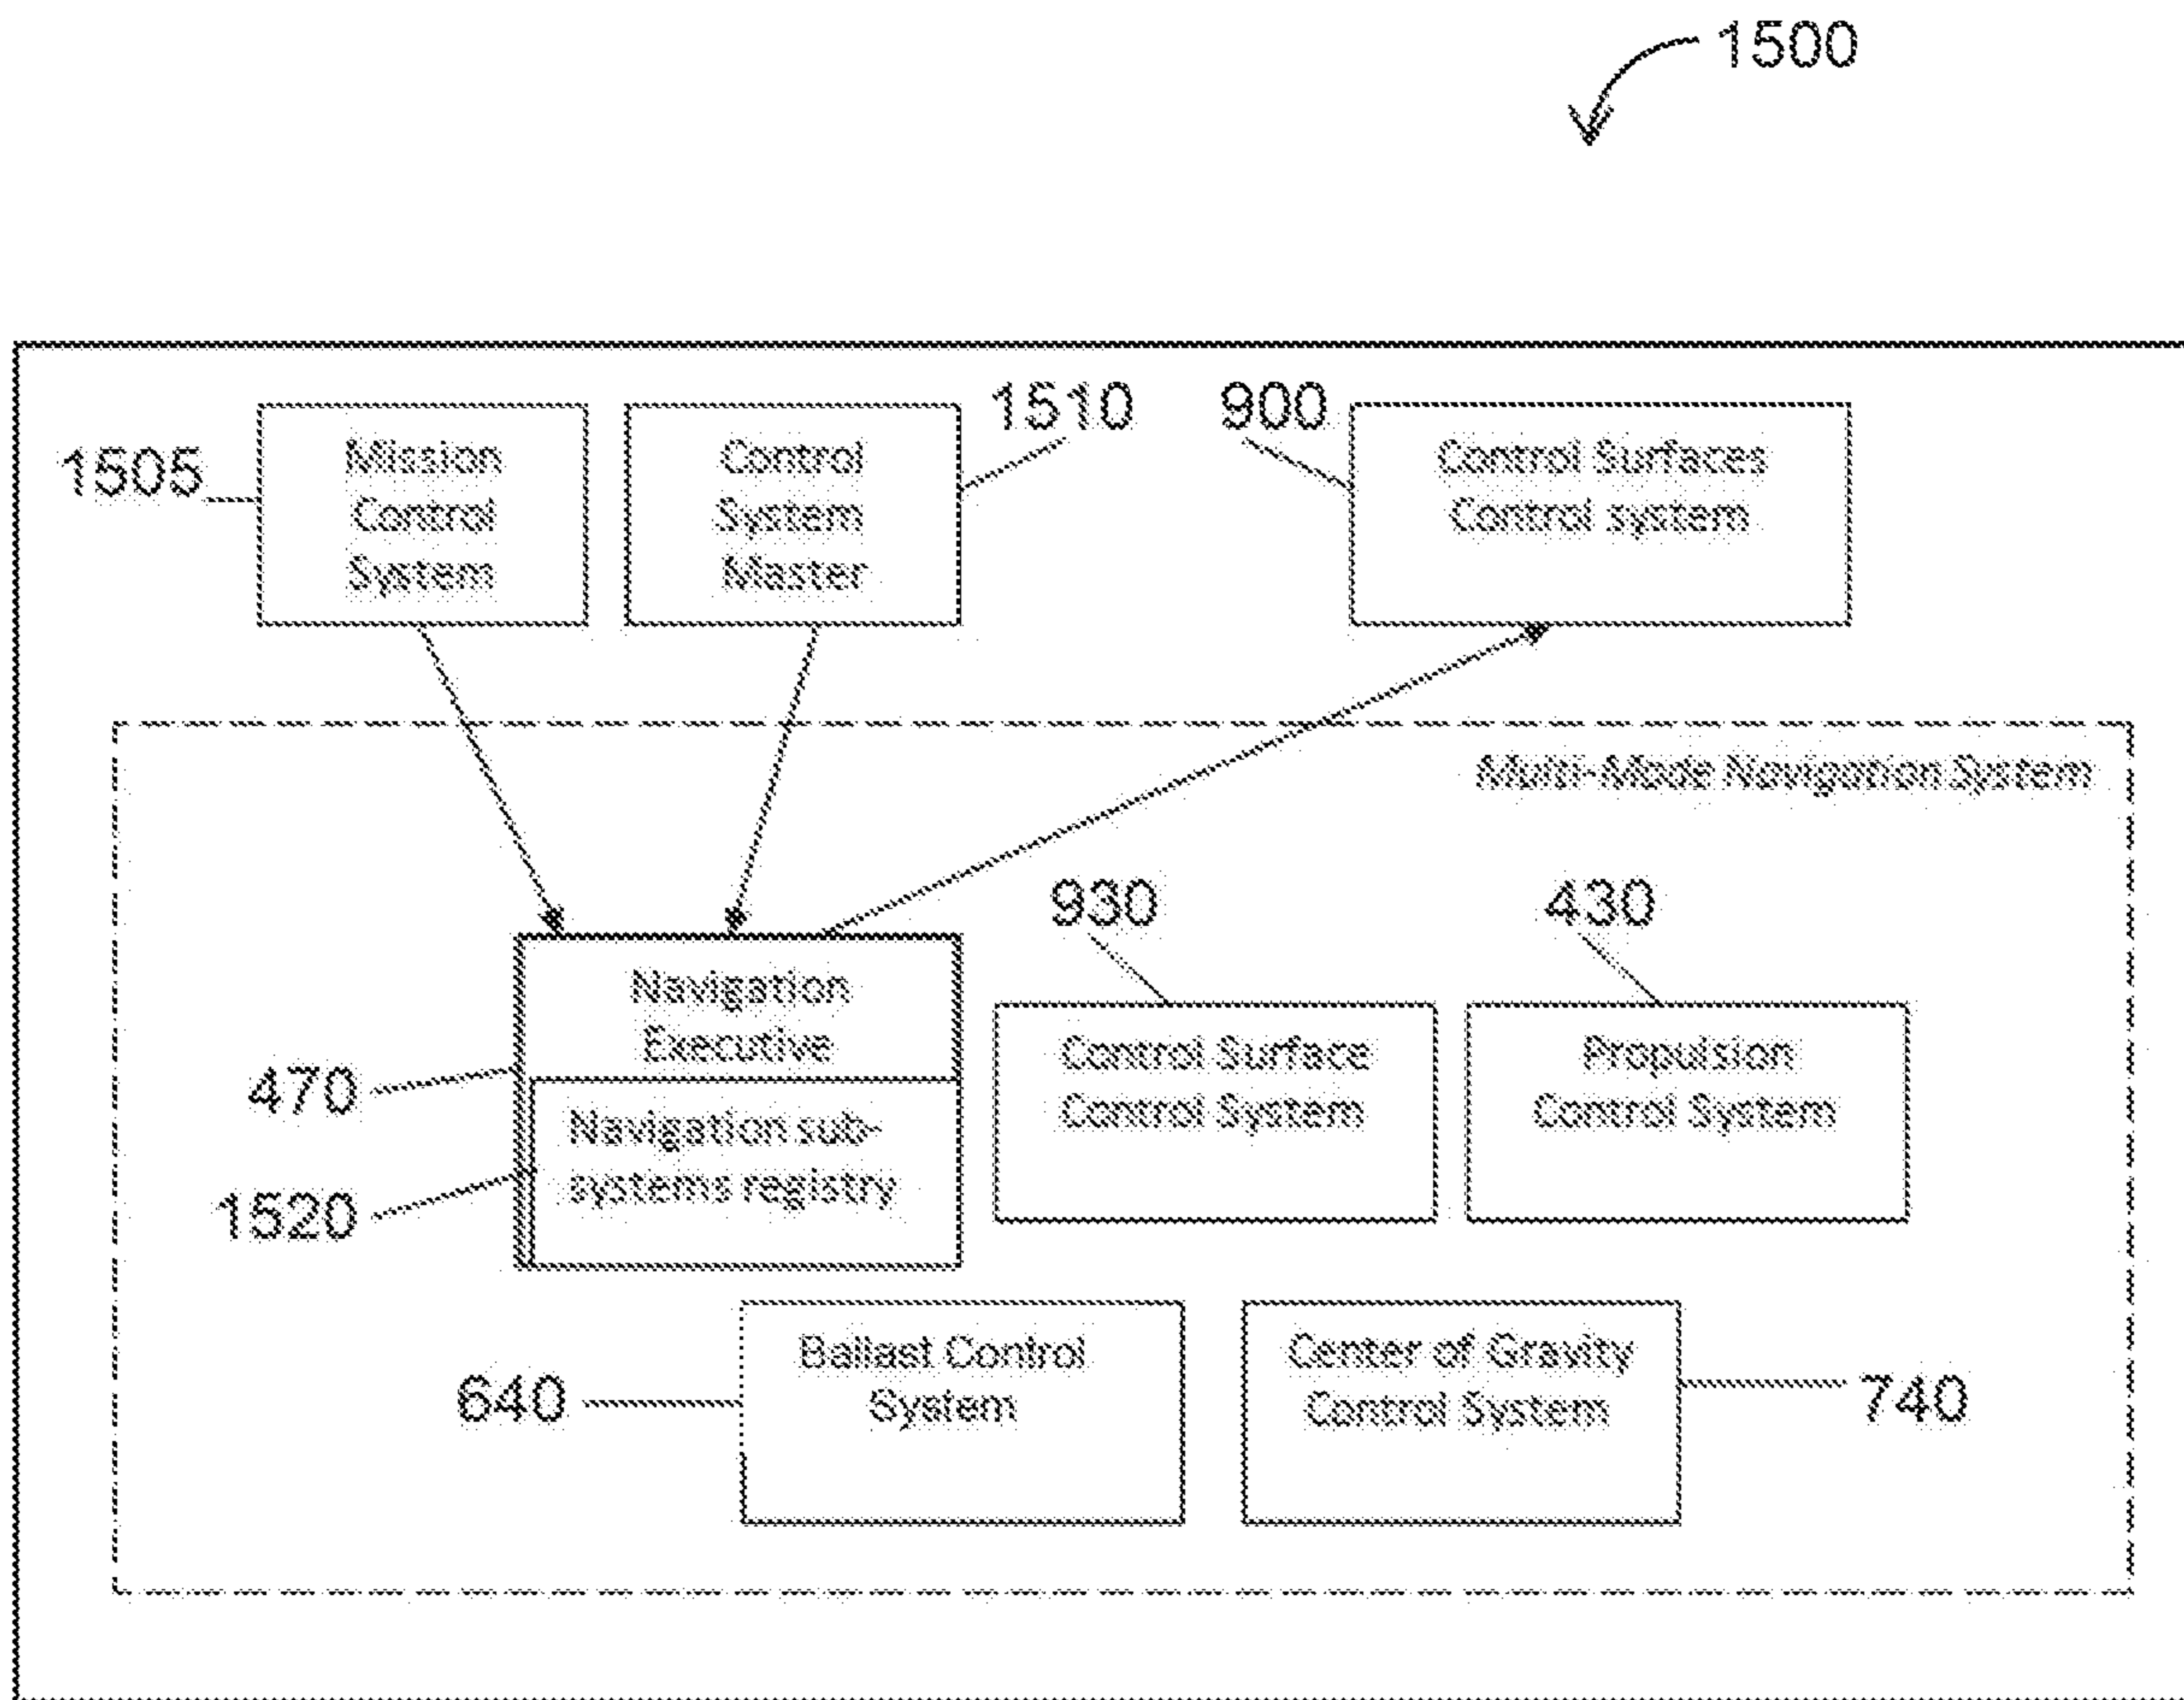 1500
1505
Mission
Control
System
Control
System
Master
1510
900
Control Surfaces
Control system
Multi-Mode Navigation System
470
Navigation
Executive
1520
Navigation sub-
systems registry
930
Control Surface
Control System
430
Propulsion
Control System
640
Ballast Control
System
Center of Gravity
Control System
740